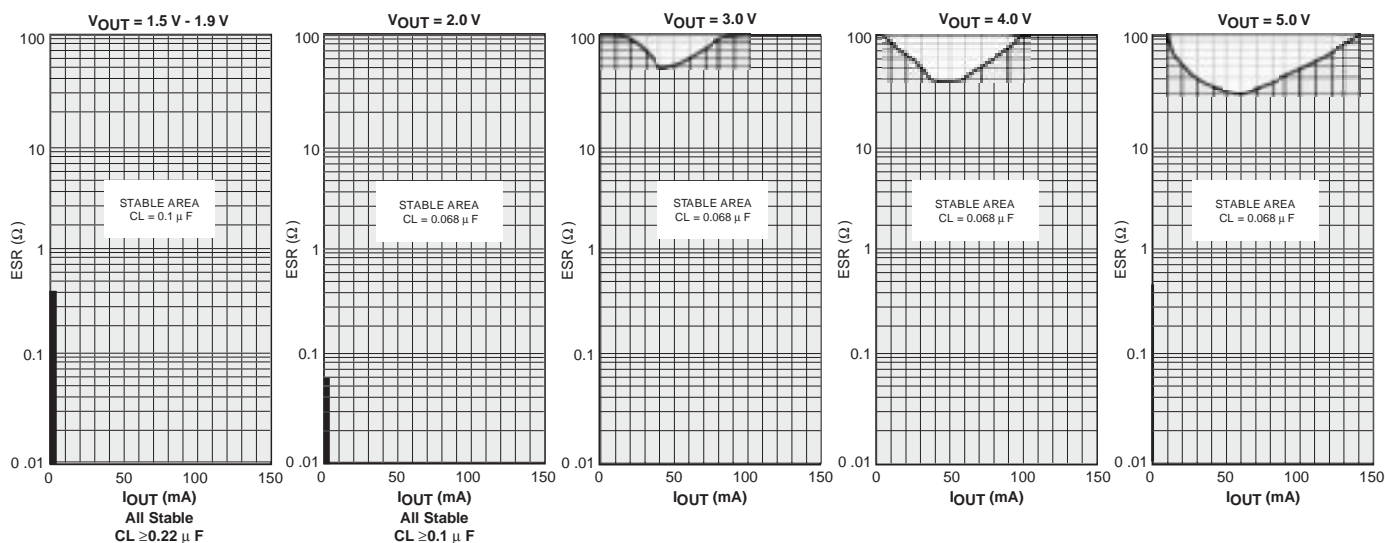 VOUT = 1.5 V - 1.9 V
100
10
1
0.1
0 .01
ESR (Ω)
STABLE AREA
CL = 0.1 µ F
0
50
100
150
IOUT (mA)
All Stable
CL ≥0.22 µ F
VOUT = 2.0 V
100
10
1
0.1
0 .01
ESR (Ω)
STABLE AREA
CL = 0.068 µ F
50
100
150
IOUT (mA)
All Stable
CL ≥0.1 µ F
VOUT = 3.0 V
100
10
1
0.1
0 .01
ESR (Ω)
STABLE AREA
CL = 0.068 µ F
0
50
100
150
IOUT (mA)
VOUT = 4.0 V
100
10
1
0.1
0 .01
ESR (Ω)
STABLE AREA
CL = 0.068 µ F
0
50
100
150
IOUT (mA)
VOUT = 5.0 V
100
10
1
0.1
0 .01
ESR (Ω)
STABLE AREA
CL = 0.068 µ F
0
50
100
150
IOUT (mA)